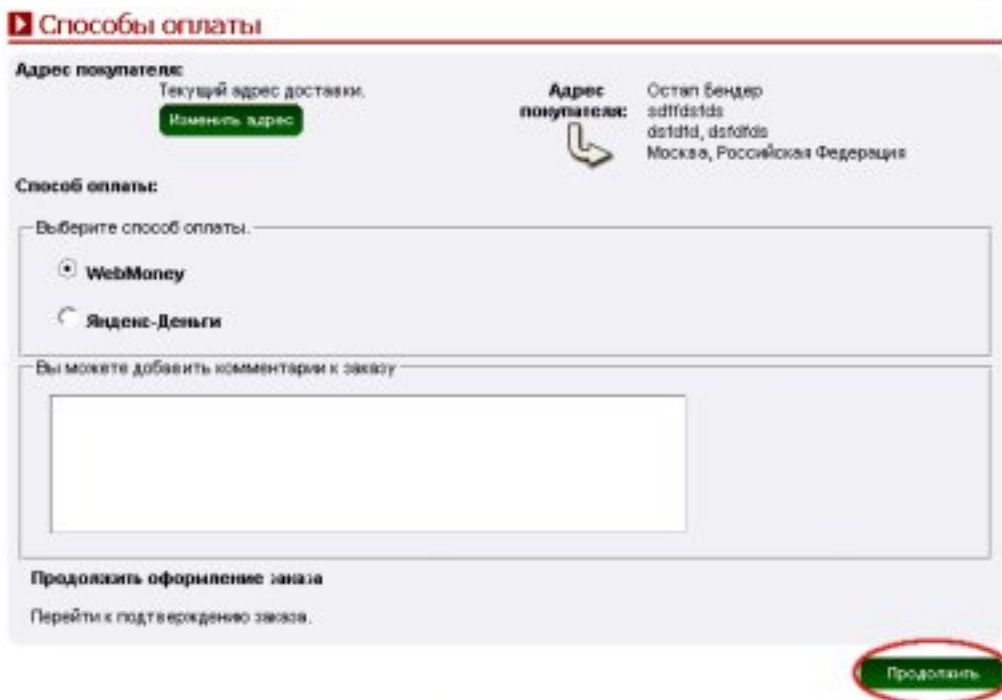 Способы оплаты
Адрес покупателя:
Текущий адрес доставки.
Изменить адрес
Адрес покупателя:
Остап Бендер
sdffdsfds
dsfdfd, dsfdfds
Москва, Российская Федерация
Способ оплаты:
Выберите способ оплаты.
WebMoney
Яндекс-Деньги
Вы можете добавить комментарии к заказу
Продолжить оформление заказа
Перейти к подтверждению заказа.
Продолжить